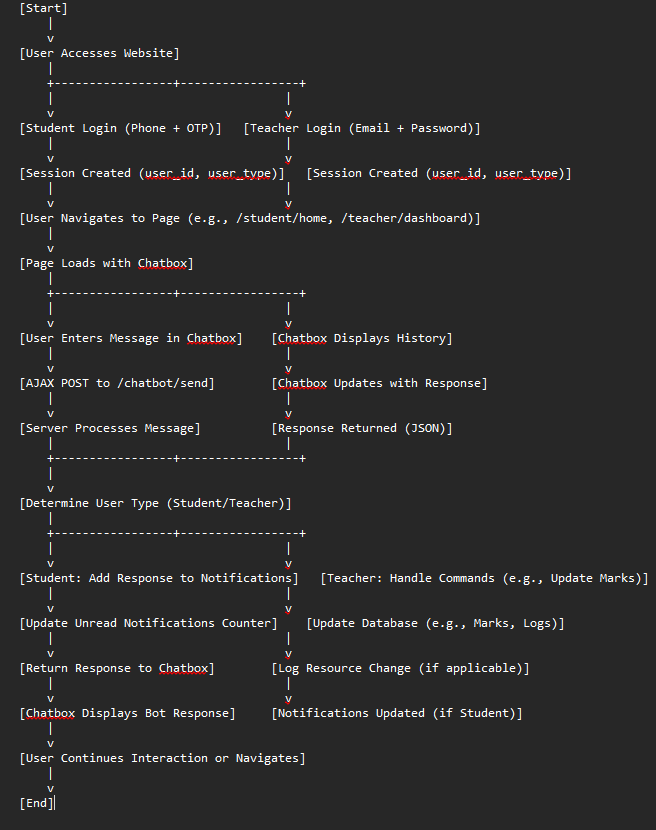 [Start]
|
v
[User Accesses Website]
|
+-----------------+-----------------+
| |
v v
[Student Login (Phone + OTP)] [Teacher Login (Email + Password)]
| |
v v
[Session Created (user_id, user_type)] [Session Created (user_id, user_type)]
| |
v v
[User Navigates to Page (e.g., /student/home, /teacher/dashboard)]
|
v
[Page Loads with Chatbox]
|
+-----------------+-----------------+
| |
v v
[User Enters Message in Chatbox] [Chatbox Displays History]
| |
v v
[AJAX POST to /chatbot/send] [Chatbox Updates with Response]
| |
v v
[Server Processes Message] [Response Returned (JSON)]
| |
+-----------------+-----------------+
|
v
[Determine User Type (Student/Teacher)]
|
+-----------------+-----------------+
| |
v v
[Student: Add Response to Notifications] [Teacher: Handle Commands (e.g., Update Marks)]
| |
v v
[Update Unread Notifications Counter] [Update Database (e.g., Marks, Logs)]
| |
v v
[Return Response to Chatbox] [Log Resource Change (if applicable)]
| |
v v
[Chatbox Displays Bot Response] [Notifications Updated (if Student)]
|
v
[User Continues Interaction or Navigates]
|
v
[End]